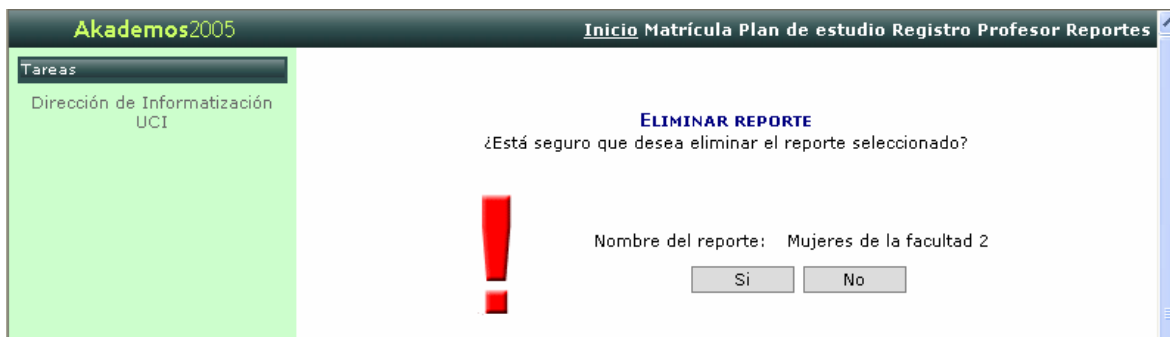 Akademos2005
Inicio Matrícula Plan de estudio Registro Profesor Reportes
Tareas
Dirección de Informatización
UCI
ELIMINAR REPORTE
¿Está seguro que desea eliminar el reporte seleccionado?
!
Nombre del reporte: Mujeres de la facultad 2
Si No